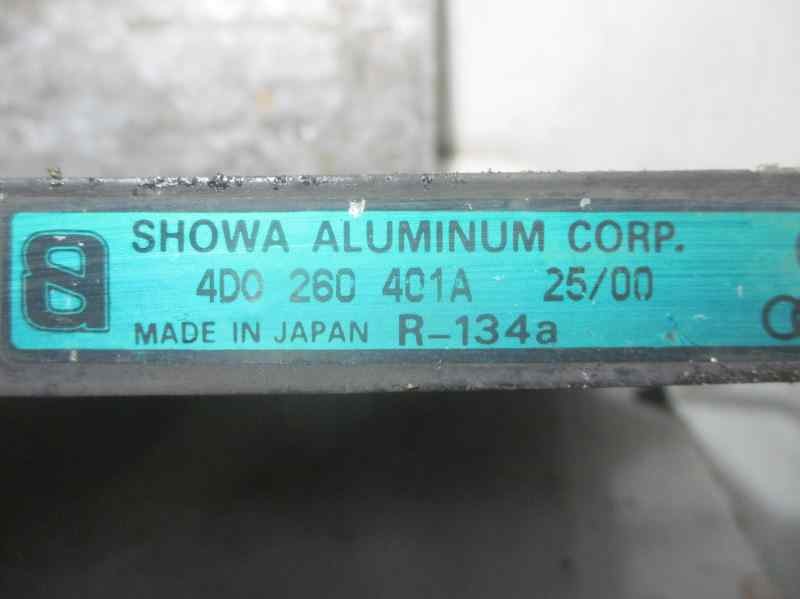 SHOWA ALUMINUM CORP.
4D0 260 401A 25/00
MADE IN JAPAN R-134a